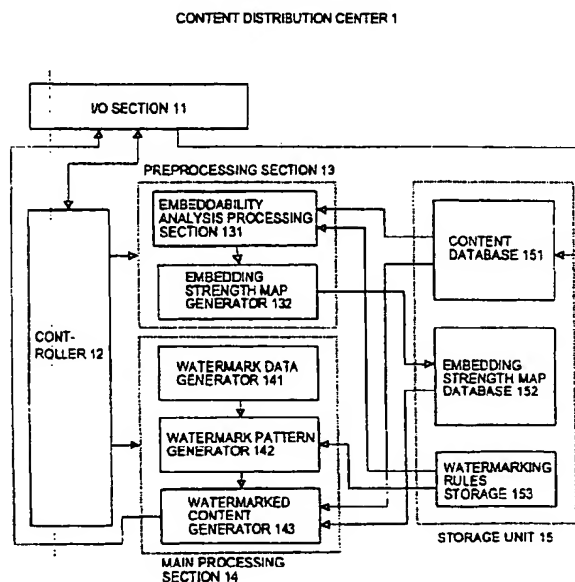 CONTENT DISTRIBUTION CENTER 1
I/O SECTION 11
PREPROCESSING SECTION 13
EMBEDDABILITY
ANALYSIS PROCESSING
SECTION 131
EMBEDDING
STRENGTH MAP
GENERATOR 132
CONT-
ROLLER 12
WATERMARK DATA
GENERATOR 141
WATERMARK PATTERN
GENERATOR 142
WATERMARKED
CONTENT
GENERATOR 143
MAIN PROCESSING
SECTION 14
CONTENT
DATABASE 151
EMBEDDING
STRENGTH MAP
DATABASE 152
WATERMARKING
RULES
STORAGE 153
STORAGE UNIT 15